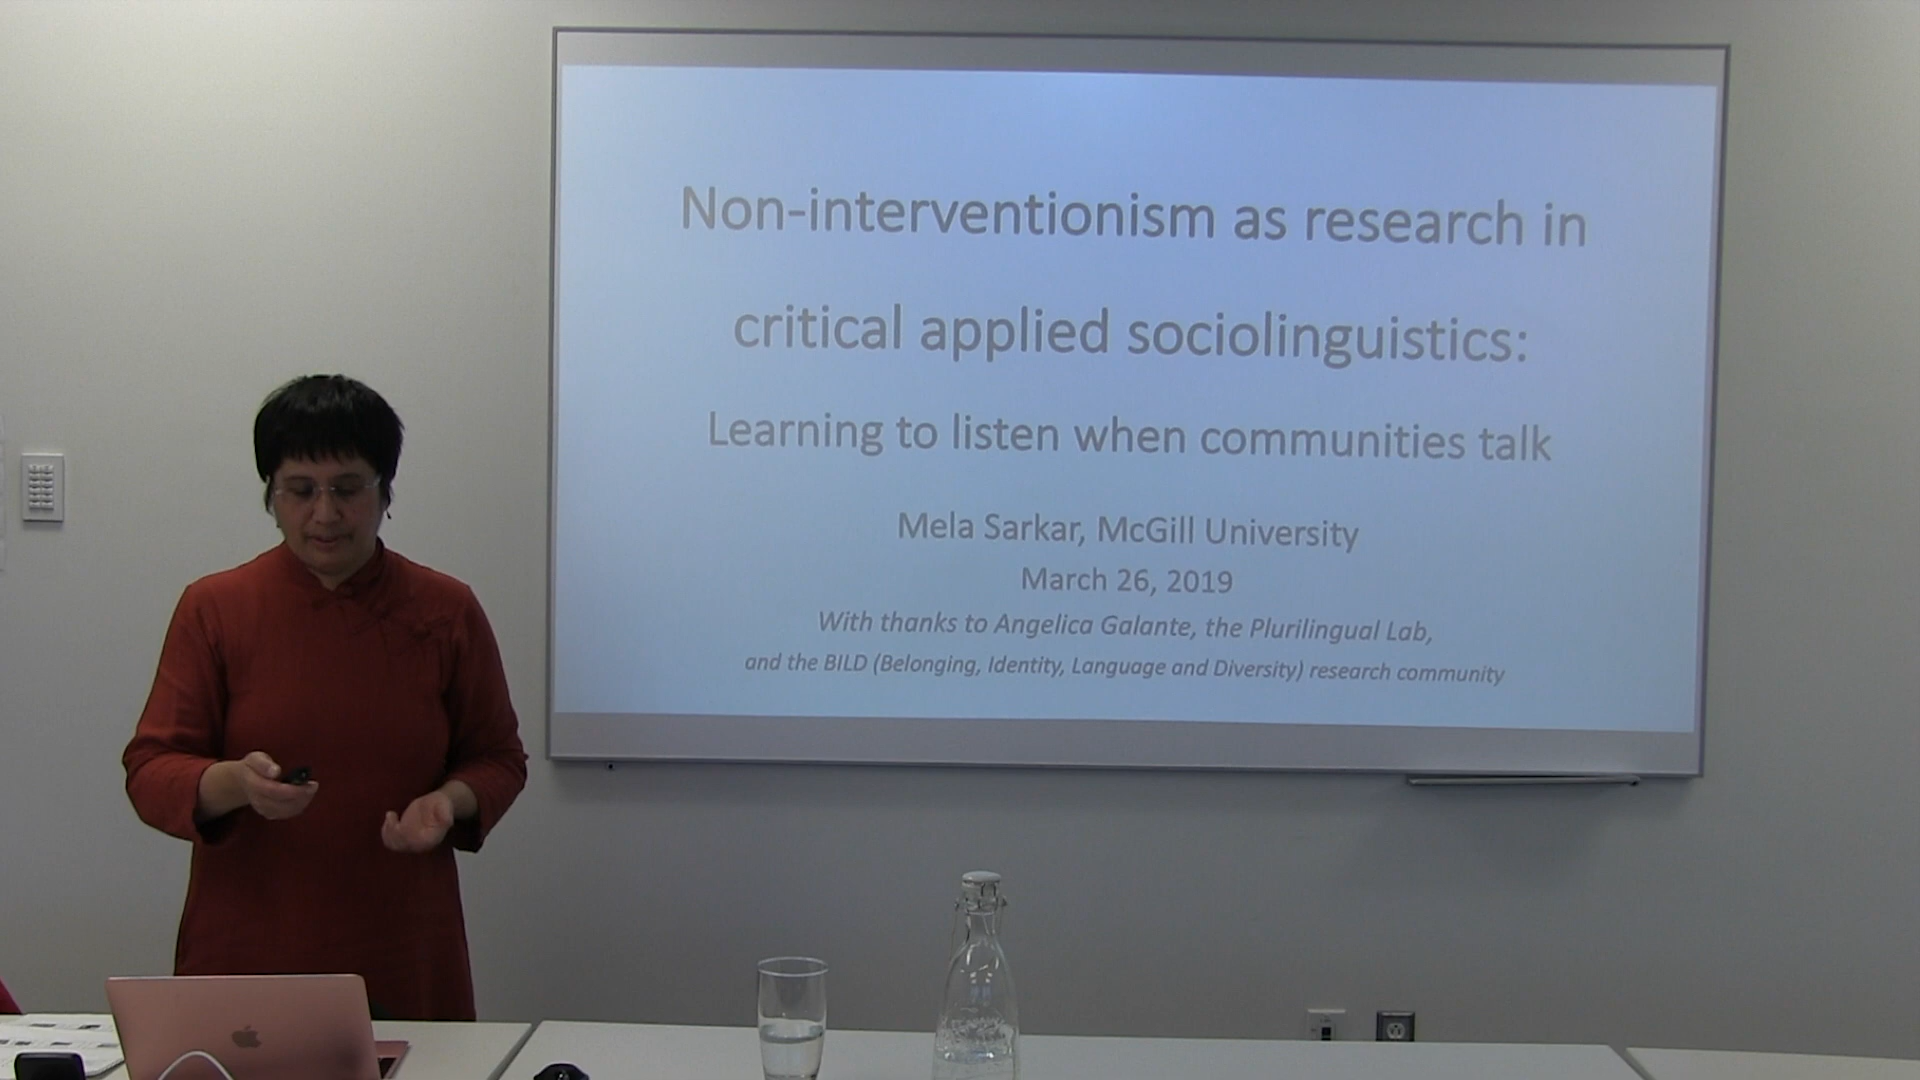 Non-interventionism as research in
critical applied sociolinguistics:
Learning to listen when communities talk
Mela Sarkar, McGill University
March 26, 2019
With thanks to Angelica Galante, the Plurilingual Lab,
and the BILD (Belonging, Identity, Language and Diversity) research community